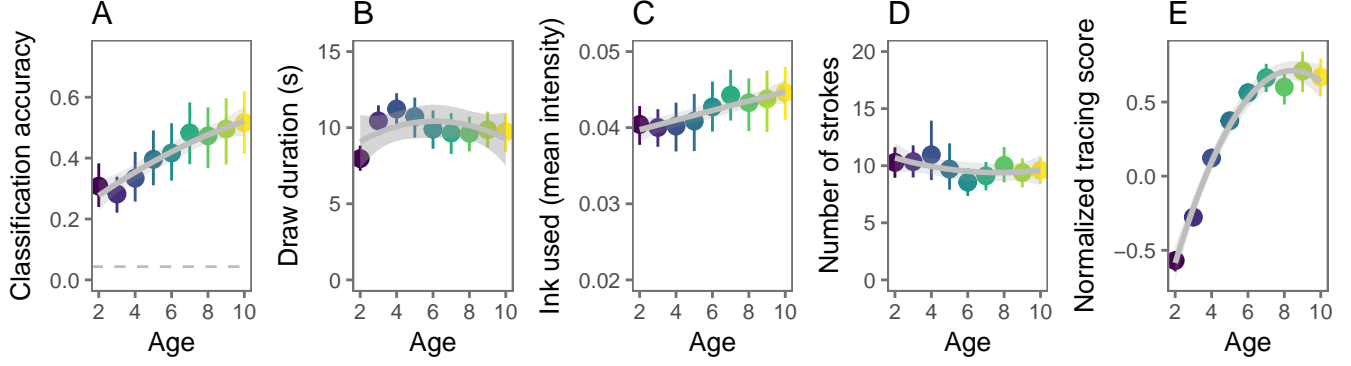 A
Classification accuracy
0.6
0.4
0.2
0.0
2 4 6 8 10
Age
B
Draw duration (s)
15
10
5
0
2 4 6 8 10
Age
C
Ink used (mean intensity)
0.05
0.04
0.03
0.02
2 4 6 8 10
Age
D
Number of strokes
20
15
10
5
0
2 4 6 8 10
Age
E
Normalized tracing score
0.5
0.0
−0.5
2 4 6 8 10
Age